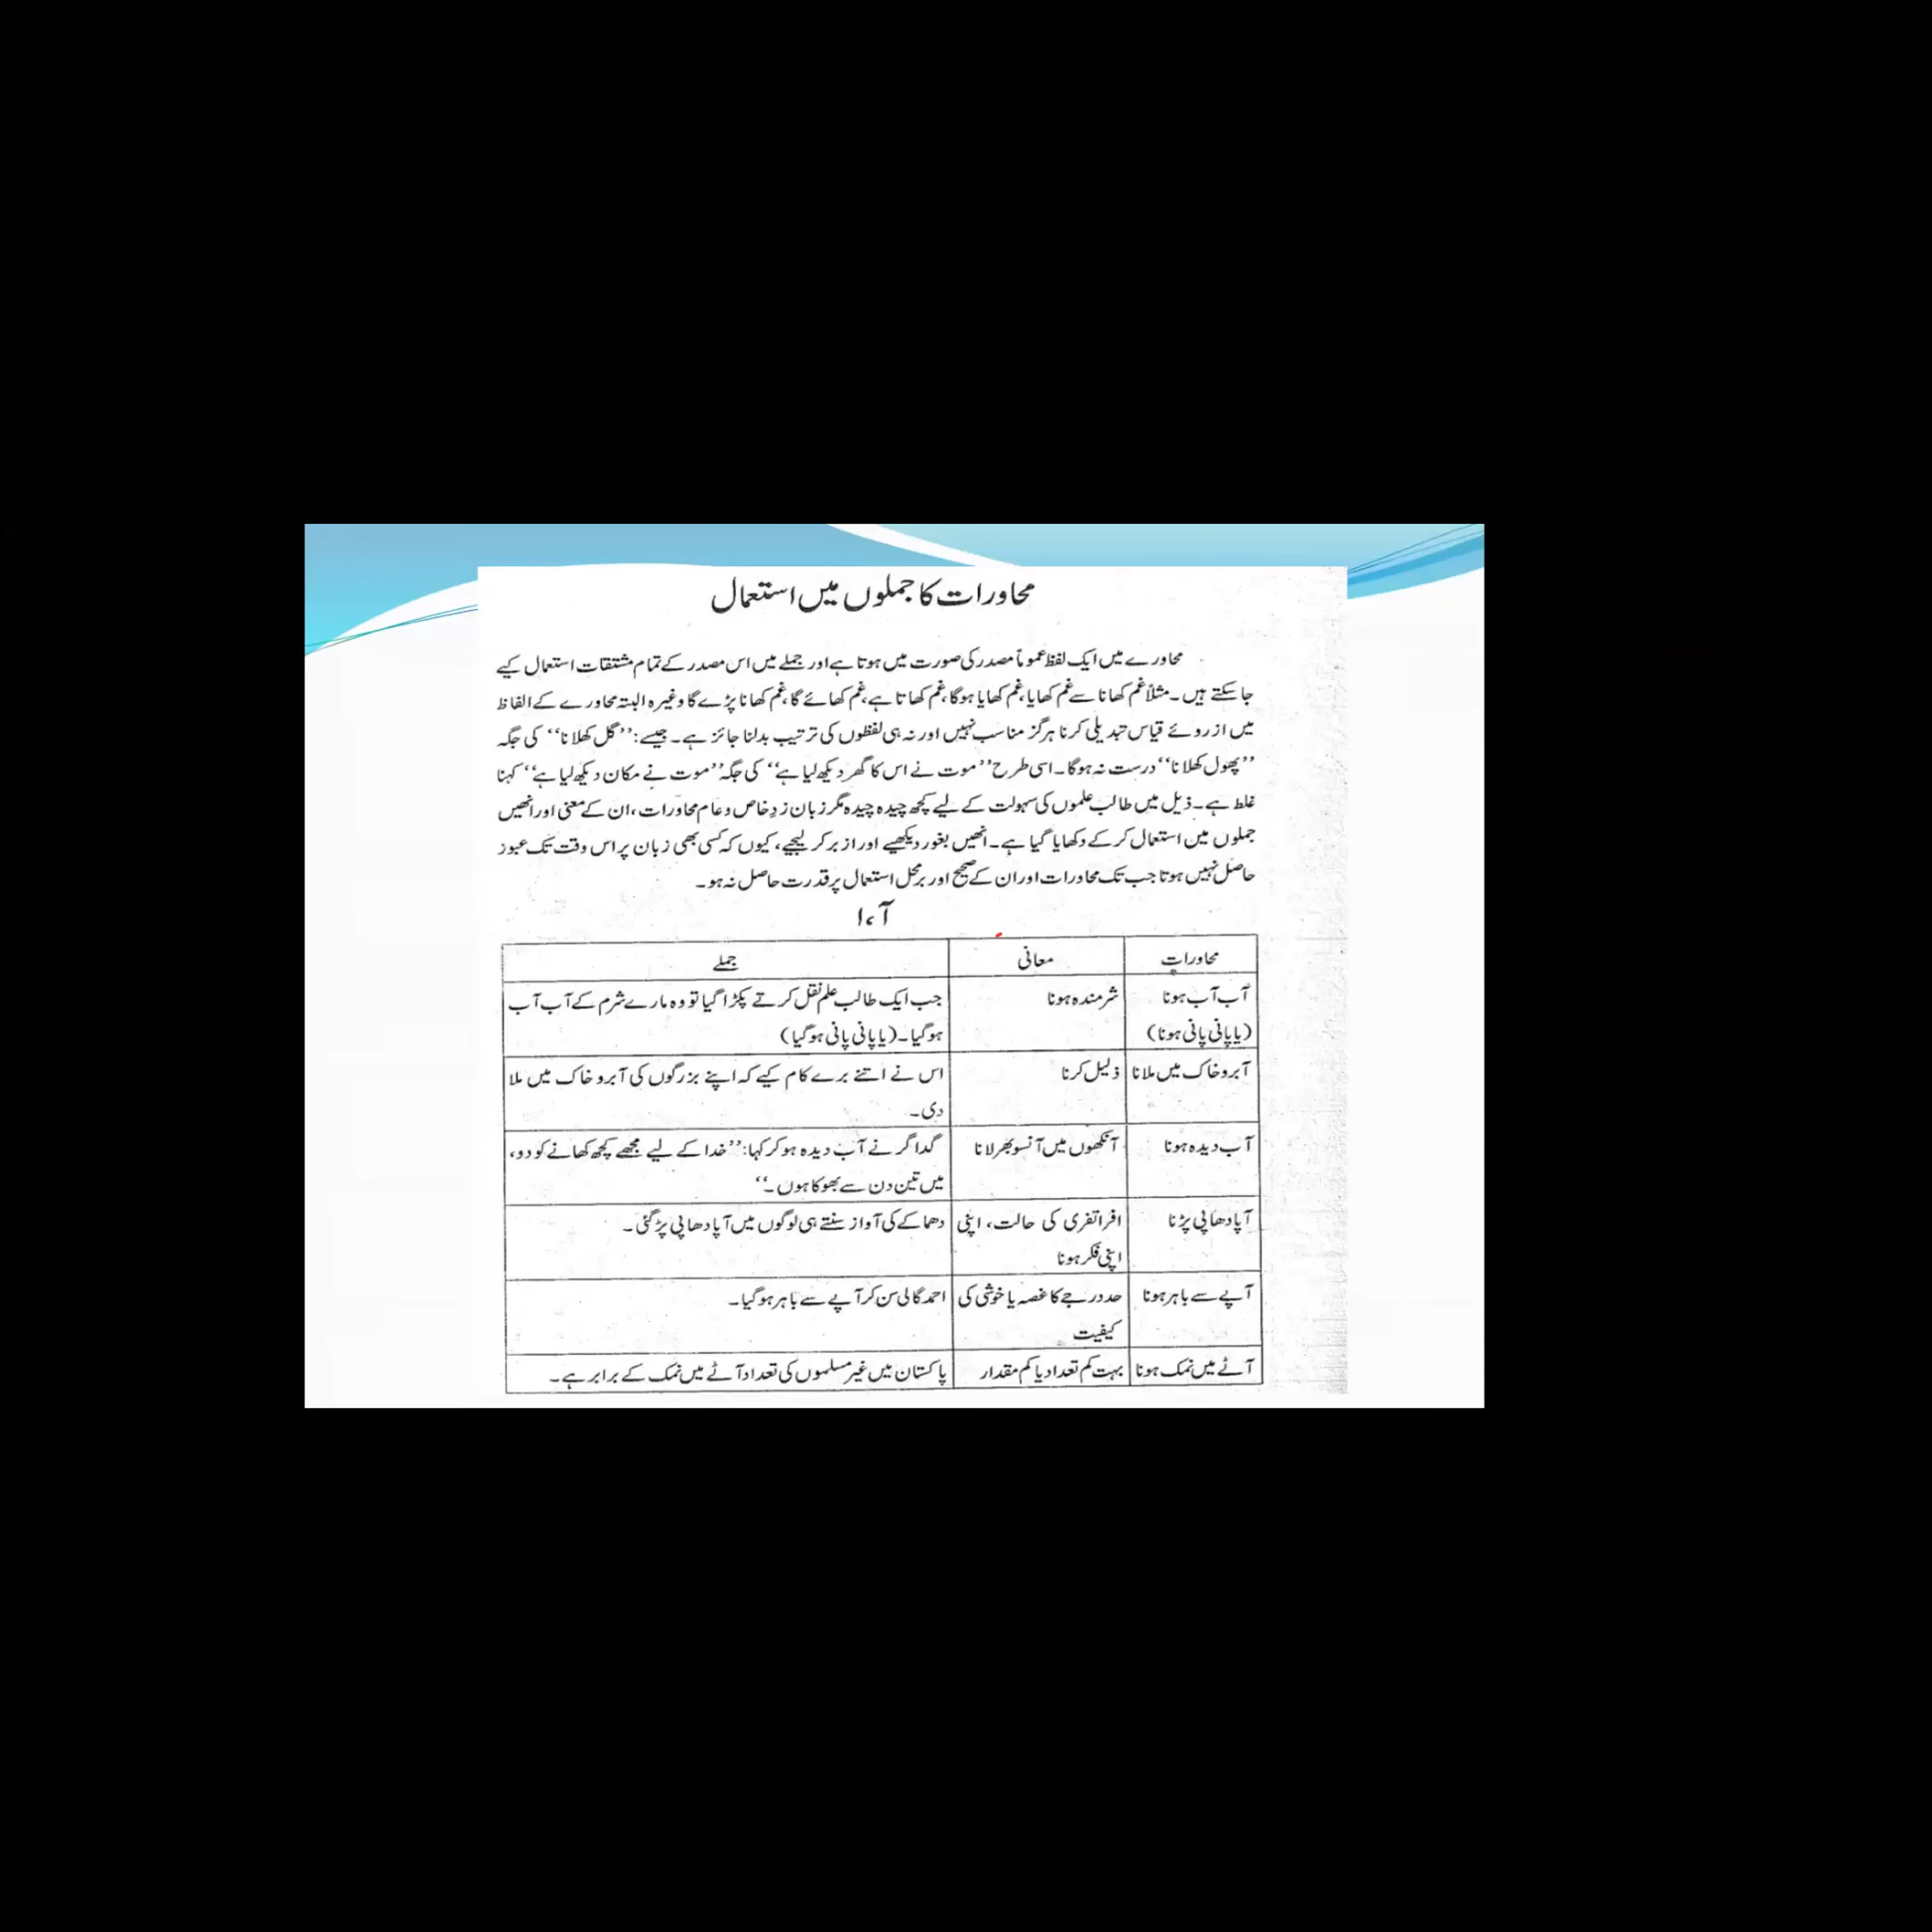 محاورات کا جملوں میں استعمال
محاورے میں ایک لفظ عموماً مصدر کی صورت میں ہوتا ہے اور جملے میں اس مصدر کے تمام مشتقات استعمال کیے
جا سکتے ہیں۔ مثلاً غم کھانا سے غم کھایا، غم کھایا ہوگا، غم کھاتا ہے، غم کھائے گا، غم کھانا پڑے گا وغیرہ البتہ محاورے کے الفاظ
میں ازروئے قیاس تبدیلی کرنا ہرگز مناسب نہیں اور نہ ہی لفظوں کی ترتیب بدلنا جائز ہے۔ جیسے: ’’گل کھلانا‘‘ کی جگہ
’’پھول کھلانا‘‘ درست نہ ہوگا۔ اسی طرح ’’موت نے اس کا گھر دیکھ لیا ہے‘‘ کی جگہ ’’موت نے مکان دیکھ لیا ہے‘‘ کہنا
غلط ہے۔ ذیل میں طالب علموں کی سہولت کے لیے کچھ چیدہ چیدہ مگر زبان زدِ خاص و عام محاورات، ان کے معنی اور انھیں
جملوں میں استعمال کر کے دکھایا گیا ہے۔ انھیں بغور دیکھیے اور ازبر کر لیجیے، کیوں کہ کسی بھی زبان پر اس وقت تک عبور
حاصل نہیں ہوتا جب تک محاورات اور ان کے صحیح اور برمحل استعمال پر قدرت حاصل نہ ہو۔
آ، ا
محاورات معانی جملے
آب آب ہونا شرمندہ ہونا جب ایک طالب علم نقل کرتے پکڑا گیا تو وہ مارے شرم کے آب آب
(یا پانی پانی ہونا) ہوگیا۔ (یا پانی پانی ہوگیا)
آبرو خاک میں ملانا ذلیل کرنا اس نے اتنے برے کام کیے کہ اپنے بزرگوں کی آبرو خاک میں ملا
دی۔
آب دیدہ ہونا آنکھوں میں آنسو بھر لانا گداگر نے آب دیدہ ہو کر کہا: ’’خدا کے لیے مجھے کچھ کھانے کو دو،
میں تین دن سے بھوکا ہوں۔‘‘
آپا دھاپی پڑنا افراتفری کی حالت، اپنی دھماکے کی آواز سنتے ہی لوگوں میں آپا دھاپی پڑ گئی۔
اپنی فکر ہونا
آپے سے باہر ہونا حد درجے کا غصہ یا خوشی کی احمد گالی سن کر آپے سے باہر ہوگیا۔
کیفیت
آٹے میں نمک ہونا بہت کم تعداد یا کم مقدار پاکستان میں غیر مسلموں کی تعداد آٹے میں نمک کے برابر ہے۔